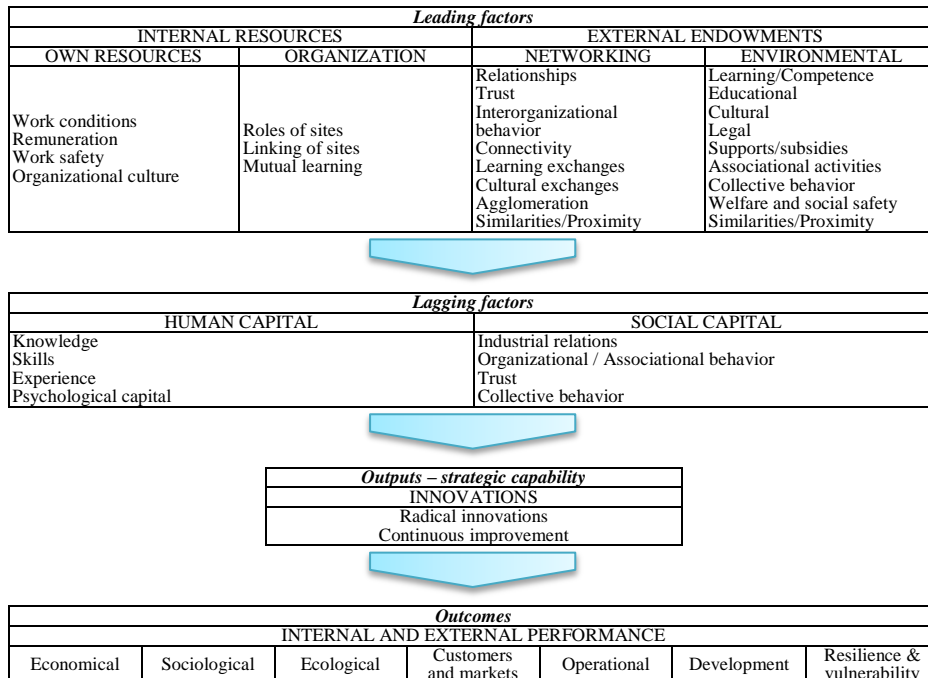 Leading factors
INTERNAL RESOURCES
EXTERNAL ENDOWMENTS
OWN RESOURCES
ORGANIZATION
NETWORKING
ENVIRONMENTAL
Work conditions
Remuneration
Work safety
Organizational culture
Roles of sites
Linking of sites
Mutual learning
Relationships
Trust
Interorganizational
behavior
Connectivity
Learning exchanges
Cultural exchanges
Agglomeration
Similarities/Proximity
Learning/Competence
Educational
Cultural
Legal
Supports/subsidies
Associational activities
Collective behavior
Welfare and social safety
Similarities/Proximity
Lagging factors
HUMAN CAPITAL
SOCIAL CAPITAL
Knowledge
Skills
Experience
Psychological capital
Industrial relations
Organizational / Associational behavior
Trust
Collective behavior
Outputs – strategic capability
INNOVATIONS
Radical innovations
Continuous improvement
Outcomes
INTERNAL AND EXTERNAL PERFORMANCE
Economical
Sociological
Ecological
Customers
and markets
Operational
Development
Resilience &
vulnerability